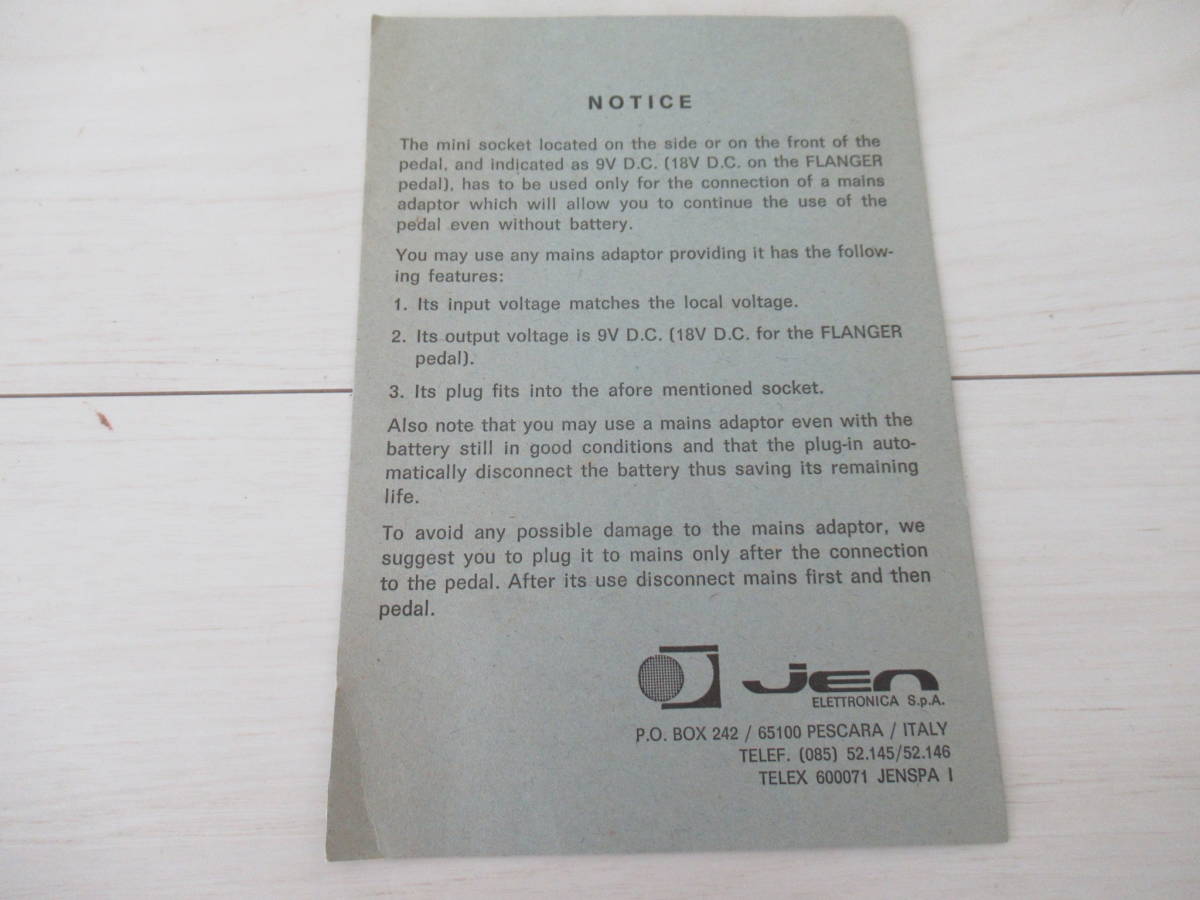 NOTICE
The mini socket located on the side or on the front of the
pedal, and indicated as 9V D.C. (18V D.C. on the FLANGER
pedal), has to be used only for the connection of a mains
adaptor which will allow you to continue the use of the
pedal even without battery.
You may use any mains adaptor providing it has the follow-
ing features:
1. Its input voltage matches the local voltage.
2. Its output voltage is 9V D.C. (18V D.C. for the FLANGER
pedal).
3. Its plug fits into the afore mentioned socket.
Also note that you may use a mains adaptor even with the
battery still in good conditions and that the plug-in auto-
matically disconnect the battery thus saving its remaining
life.
To avoid any possible damage to the mains adaptor, we
suggest you to plug it to mains only after the connection
to the pedal. After its use disconnect mains first and then
pedal.
Jen
ELETTRONICA S.p.A.
P.O. BOX 242 / 65100 PESCARA / ITALY
TELEF. (085) 52.145/52.146
TELEX 600071 JENSPA I